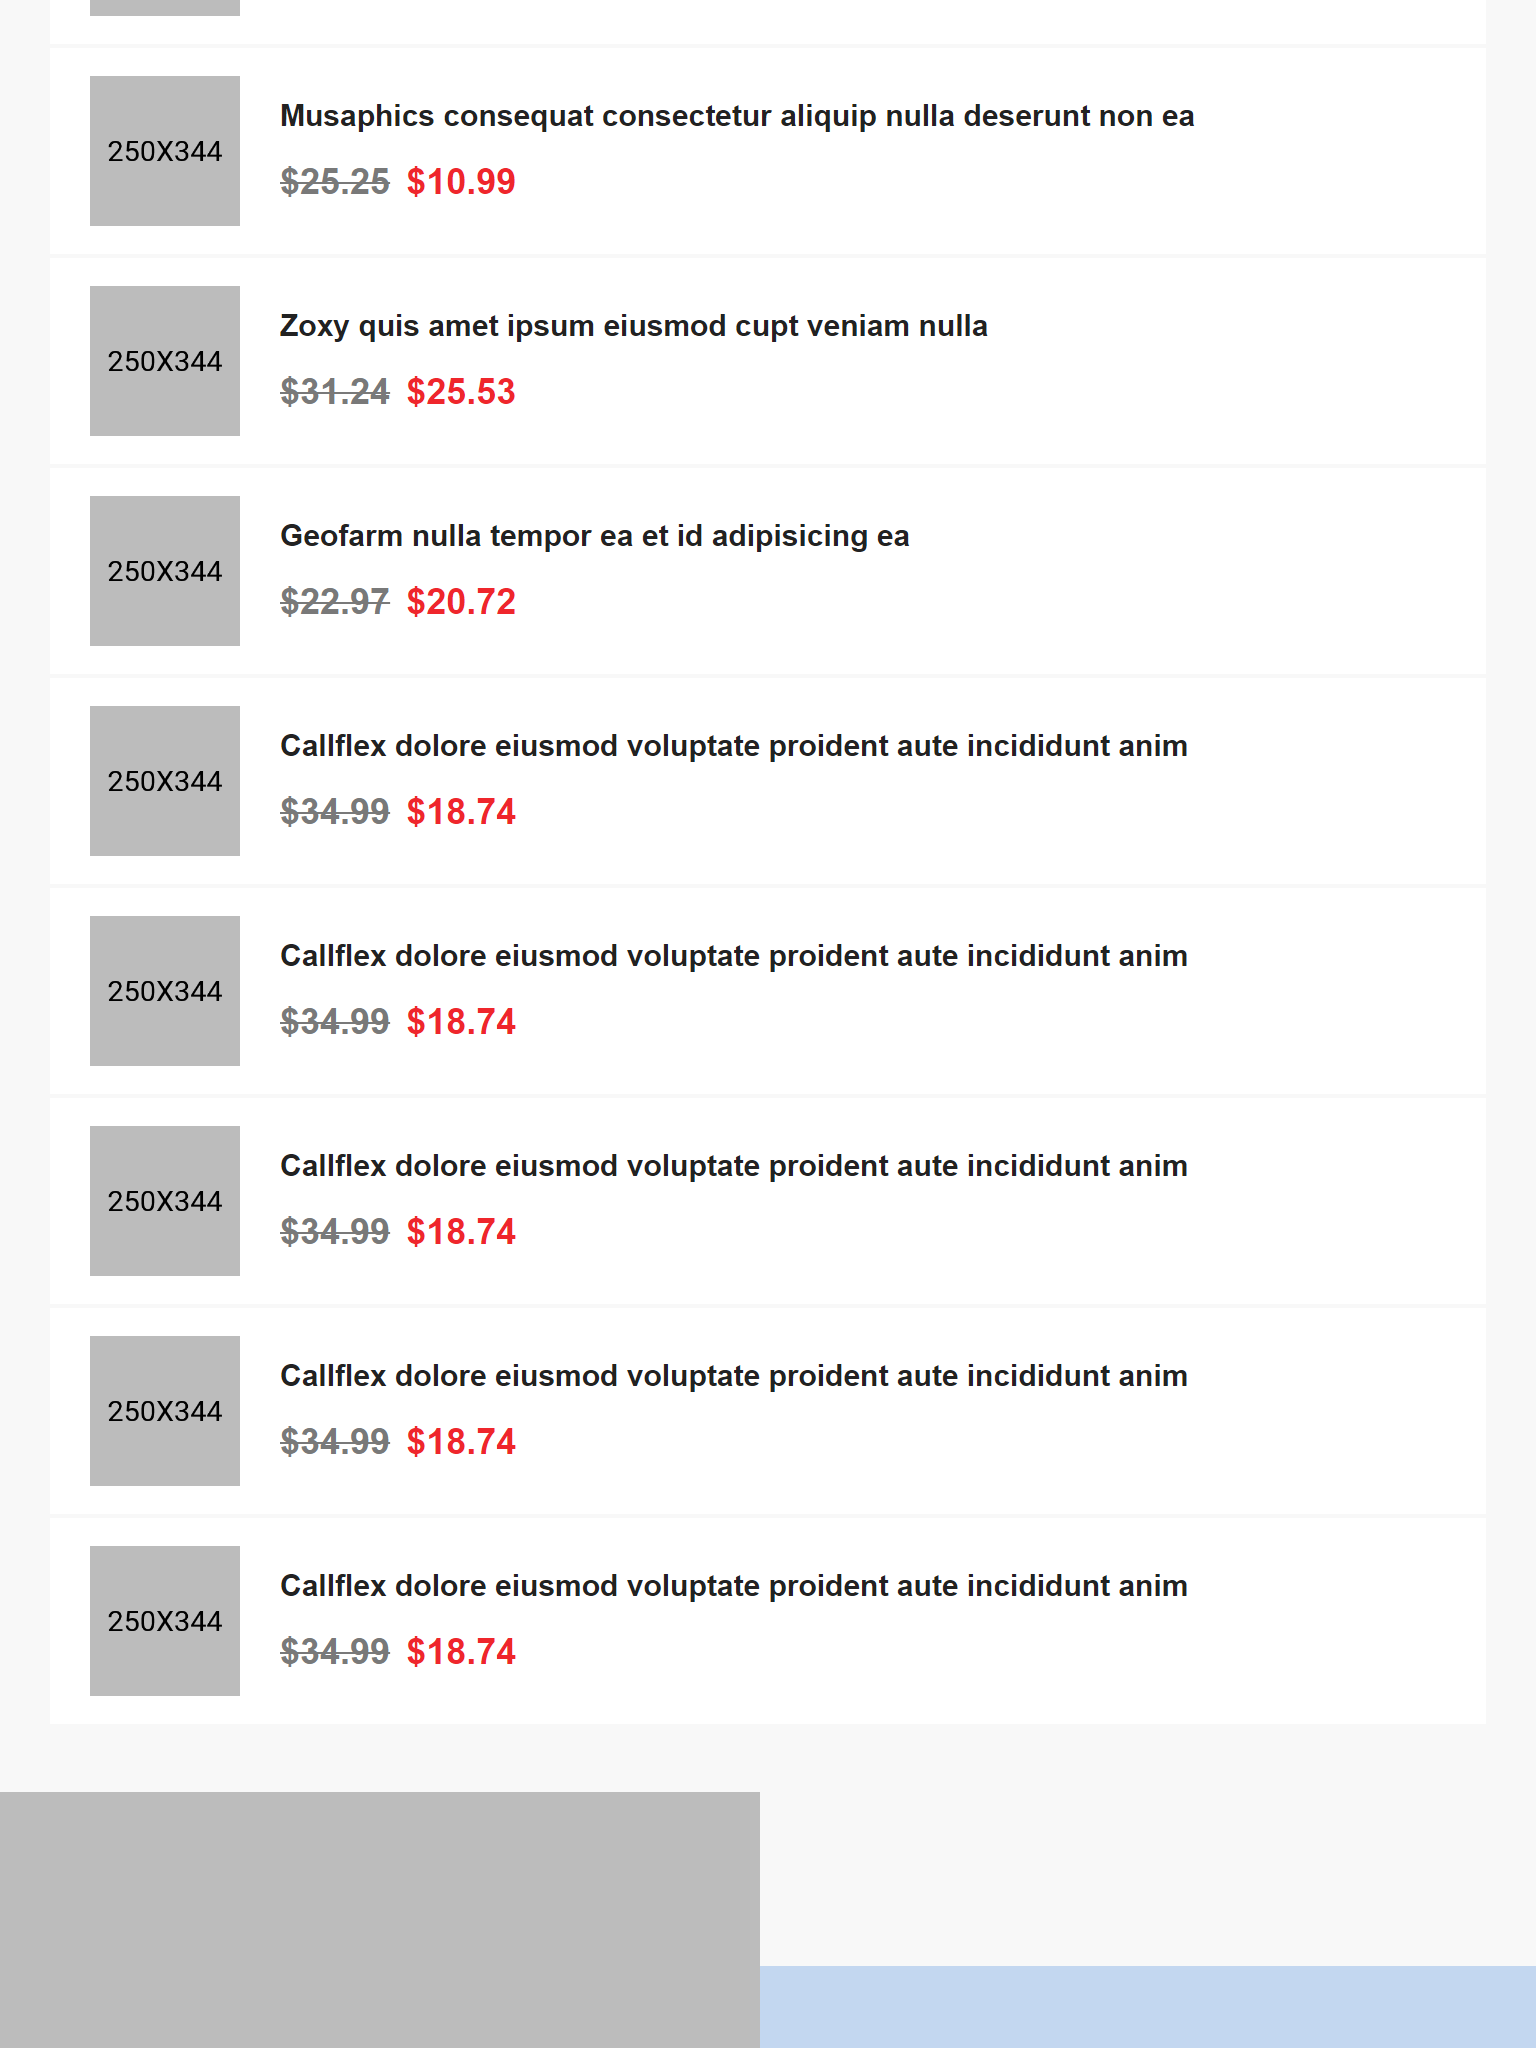 250X344
Musaphics consequat consectetur aliquip nulla deserunt non ea
$25.25 $10.99
250X344
Zoxy quis amet ipsum eiusmod cupt veniam nulla
$31.24 $25.53
250X344
Geofarm nulla tempor ea et id adipisicing ea
$22.97 $20.72
250X344
Callflex dolore eiusmod voluptate proident aute incididunt anim
$34.99 $18.74
250X344
Callflex dolore eiusmod voluptate proident aute incididunt anim
$34.99 $18.74
250X344
Callflex dolore eiusmod voluptate proident aute incididunt anim
$34.99 $18.74
250X344
Callflex dolore eiusmod voluptate proident aute incididunt anim
$34.99 $18.74
250X344
Callflex dolore eiusmod voluptate proident aute incididunt anim
$34.99 $18.74